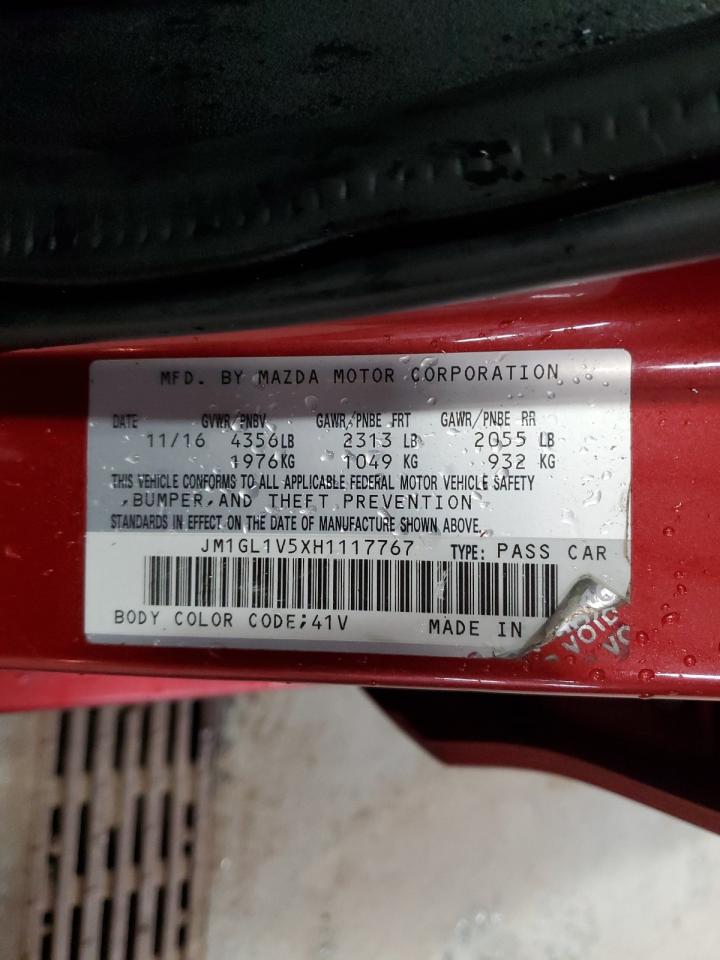 MFD. BY MAZDA MOTOR CORPORATION
DATE GVWR/PNBV GAWR/PNBE FRT GAWR/PNBE RR
11/16 4356LB 2313 LB 2055 LB
1976KG 1049 KG 932 KG
THIS VEHICLE CONFORMS TO ALL APPLICABLE FEDERAL MOTOR VEHICLE SAFETY
,BUMPER,AND THEFT PREVENTION
STANDARDS IN EFFECT ON THE DATE OF MANUFACTURE SHOWN ABOVE.
JM1GL1V5XH1117767 TYPE: PASS CAR
BODY COLOR CODE;41V MADE IN
VOID